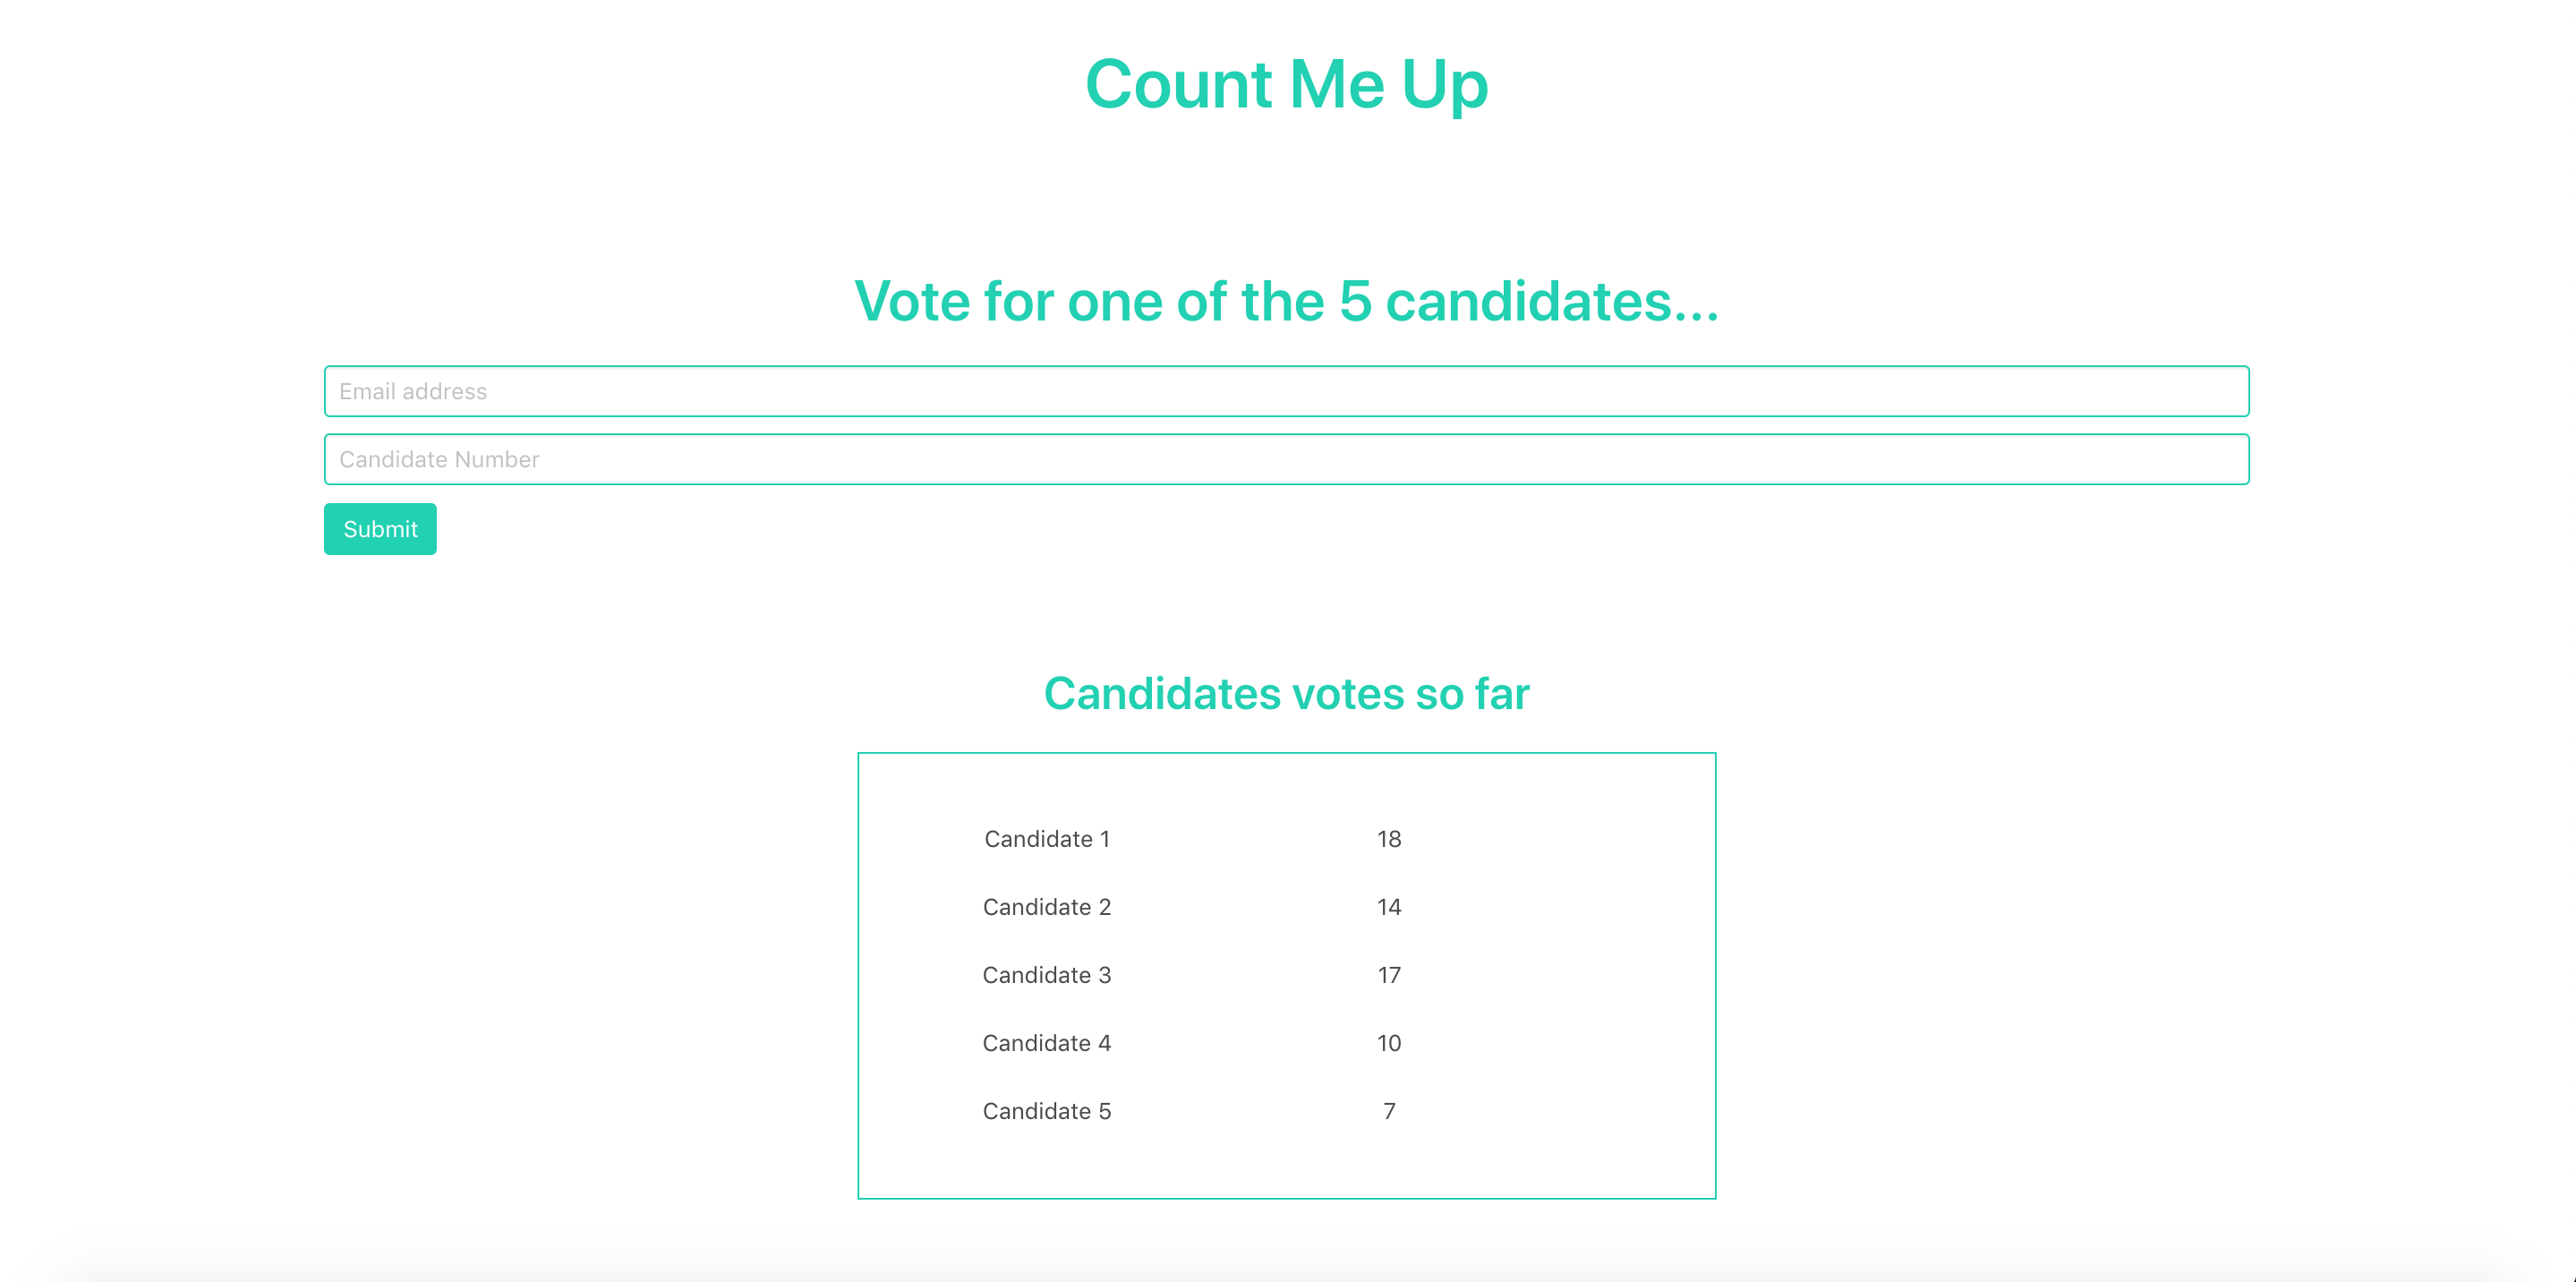 Count Me Up
Vote for one of the 5 candidates...
Email address
Candidate Number
Submit
Candidates votes so far
Candidate 1 18
Candidate 2 14
Candidate 3 17
Candidate 4 10
Candidate 5 7